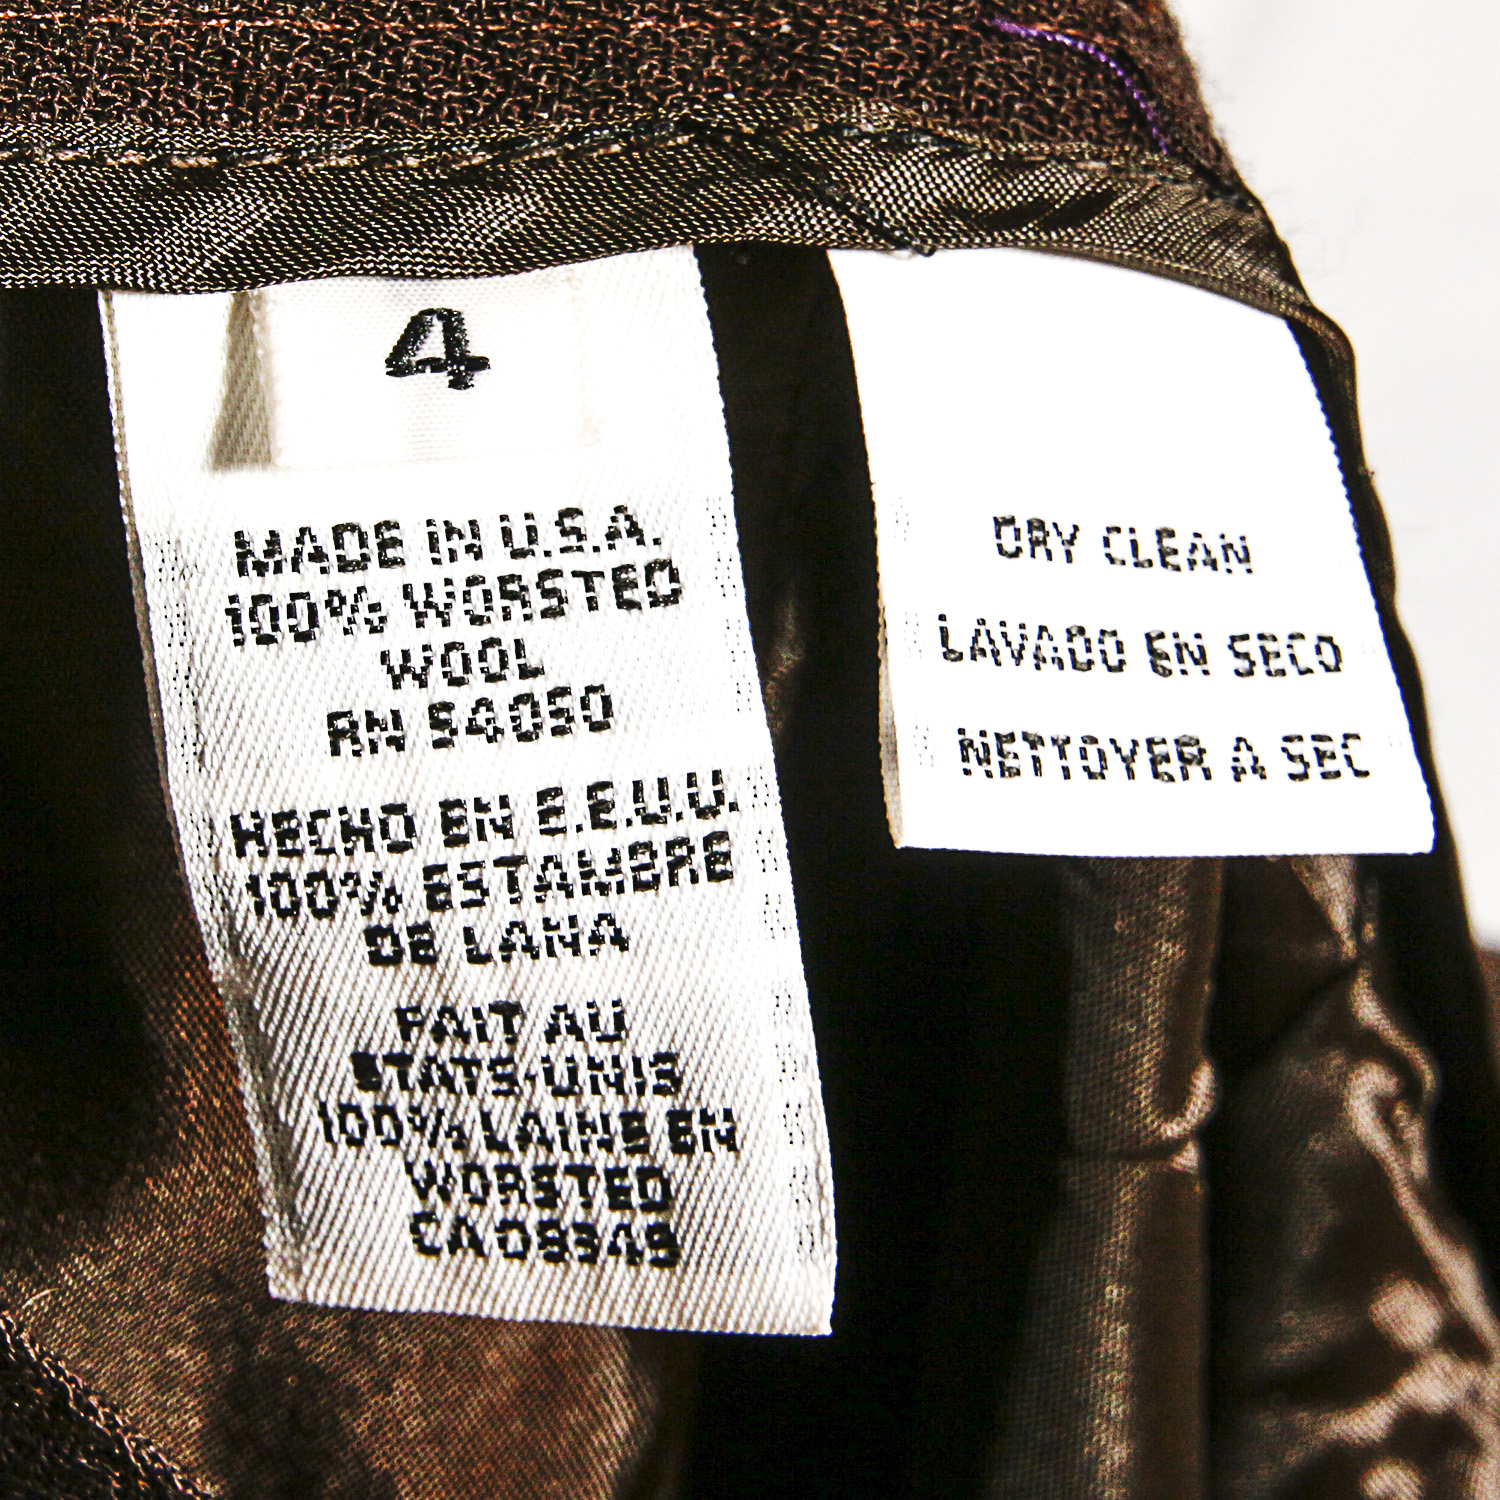 4
MADE IN U.S.A.
100% WORSTED
WOOL
RN 54050
HECHO EN E.E.U.U.
100% ESTAMBRE
DE LANA
FAIT AU
ETATS-UNIS
100% LAINE EN
WORSTED
CA
DRY CLEAN
LAVADO EN SECO
NETTOYER A SEC